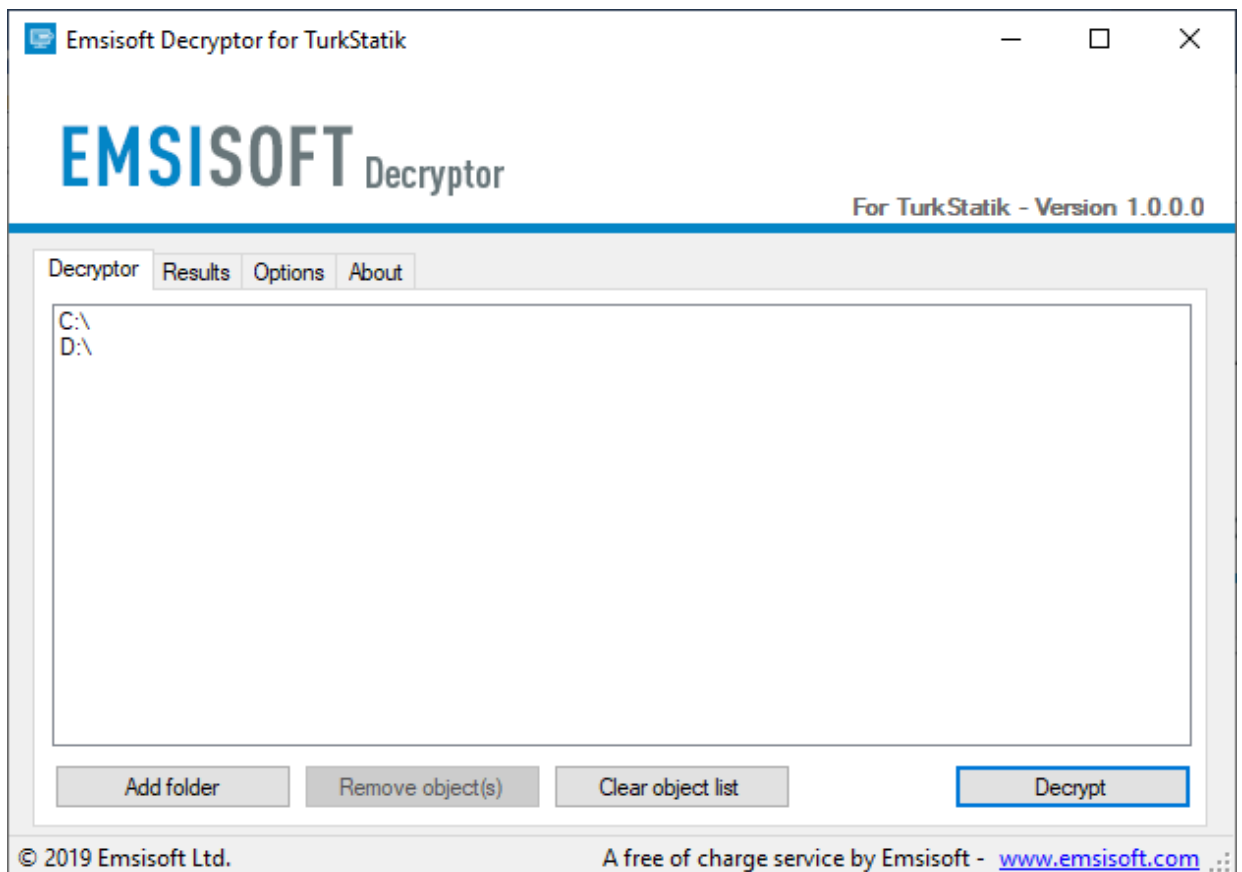 Emsisoft Decryptor for TurkStatik
EMSISOFT Decryptor
For TurkStatik - Version 1.0.0.0
Decryptor Results Options About
C:\
D:\
Add folder Remove object(s) Clear object list Decrypt
© 2019 Emsisoft Ltd. A free of charge service by Emsisoft - www.emsisoft.com